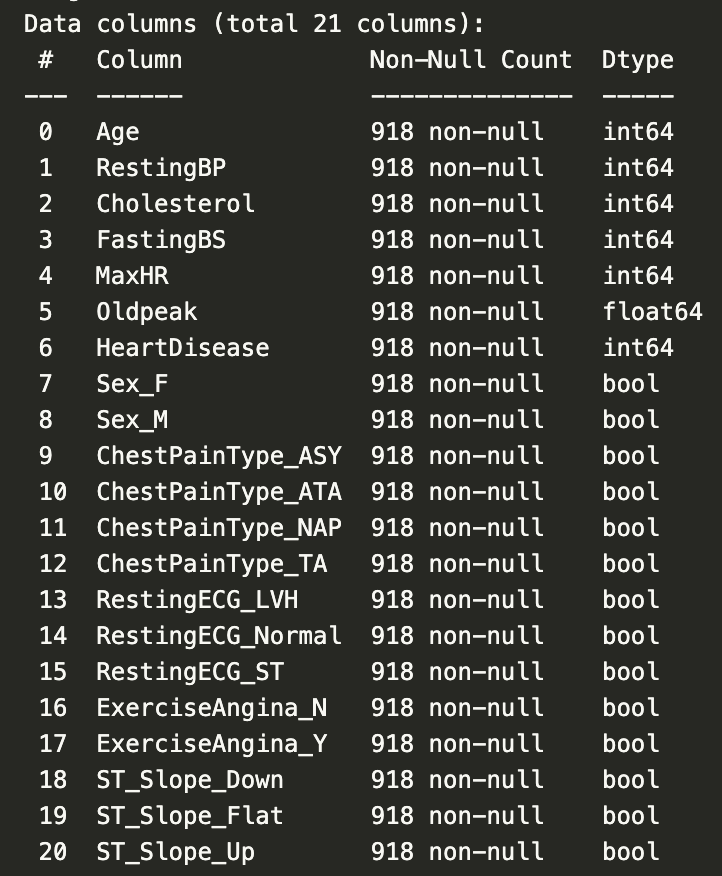 Data columns (total 21 columns):
 #   Column             Non-Null Count  Dtype
---  ------             --------------  -----
 0   Age                918 non-null    int64
 1   RestingBP          918 non-null    int64
 2   Cholesterol        918 non-null    int64
 3   FastingBS          918 non-null    int64
 4   MaxHR              918 non-null    int64
 5   Oldpeak            918 non-null    float64
 6   HeartDisease       918 non-null    int64
 7   Sex_F              918 non-null    bool
 8   Sex_M              918 non-null    bool
 9   ChestPainType_ASY  918 non-null    bool
 10  ChestPainType_ATA  918 non-null    bool
 11  ChestPainType_NAP  918 non-null    bool
 12  ChestPainType_TA   918 non-null    bool
 13  RestingECG_LVH     918 non-null    bool
 14  RestingECG_Normal  918 non-null    bool
 15  RestingECG_ST      918 non-null    bool
 16  ExerciseAngina_N   918 non-null    bool
 17  ExerciseAngina_Y   918 non-null    bool
 18  ST_Slope_Down      918 non-null    bool
 19  ST_Slope_Flat      918 non-null    bool
 20  ST_Slope_Up        918 non-null    bool